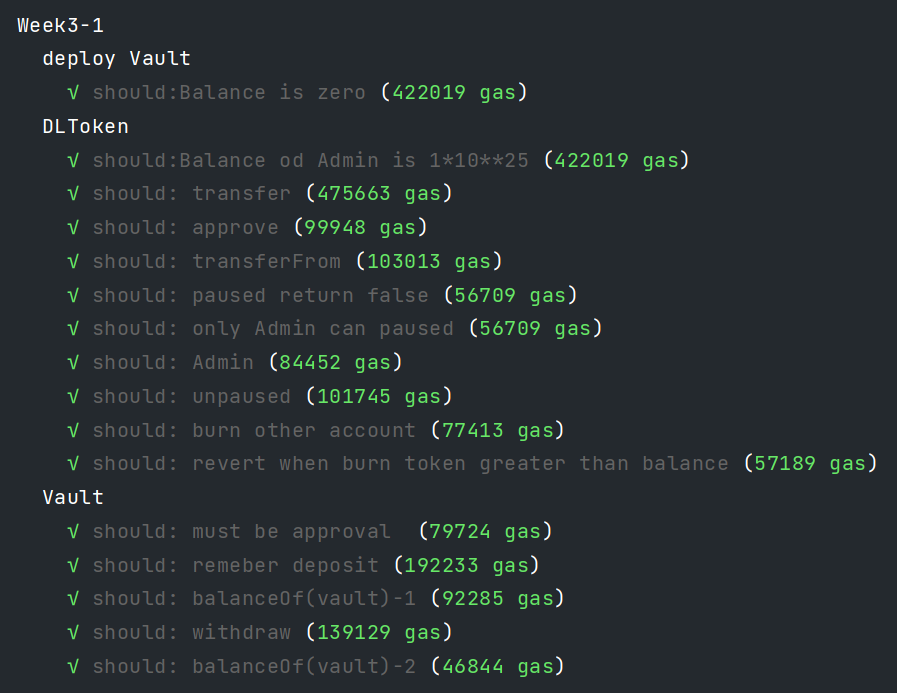 Week3-1
deploy Vault
√ should:Balance is zero (422019 gas)
DLToken
√ should:Balance od Admin is 1*10**25 (422019 gas)
√ should: transfer (475663 gas)
√ should: approve (99948 gas)
√ should: transferFrom (103013 gas)
√ should: paused return false (56709 gas)
√ should: only Admin can paused (56709 gas)
√ should: Admin (84452 gas)
√ should: unpaused (101745 gas)
√ should: burn other account (77413 gas)
√ should: revert when burn token greater than balance (57189 gas)
Vault
√ should: must be approval  (79724 gas)
√ should: remeber deposit (192233 gas)
√ should: balanceOf(vault)-1 (92285 gas)
√ should: withdraw (139129 gas)
√ should: balanceOf(vault)-2 (46844 gas)